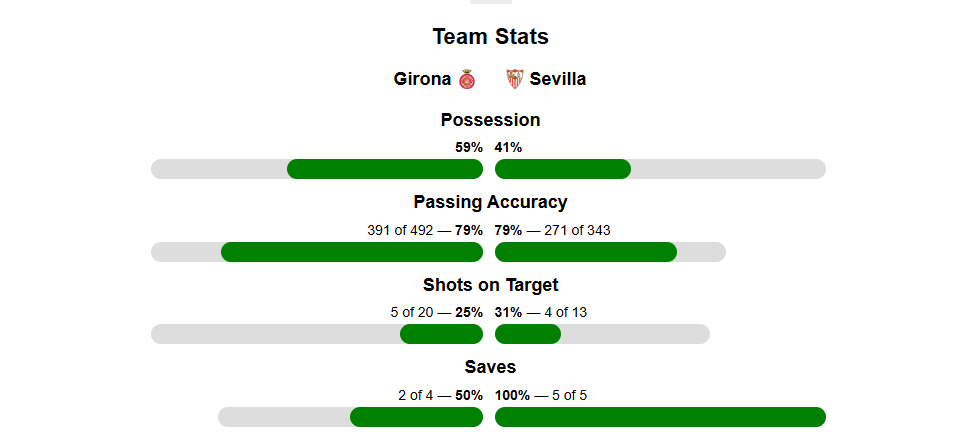 Team Stats
Girona Sevilla
Possession
59% 41%
Passing Accuracy
391 of 492 — 79% 79% — 271 of 343
Shots on Target
5 of 20 — 25% 31% — 4 of 13
Saves
2 of 4 — 50% 100% — 5 of 5